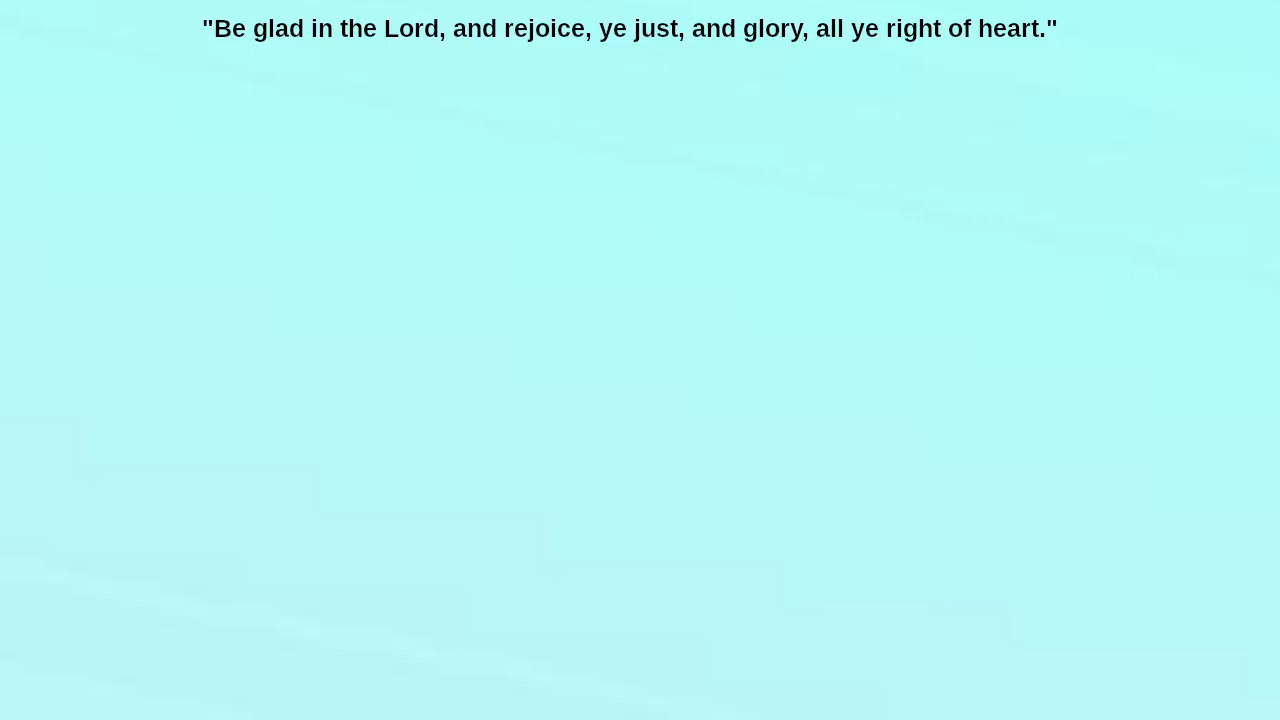 "Be glad in the Lord, and rejoice, ye just, and glory, all ye right of heart."